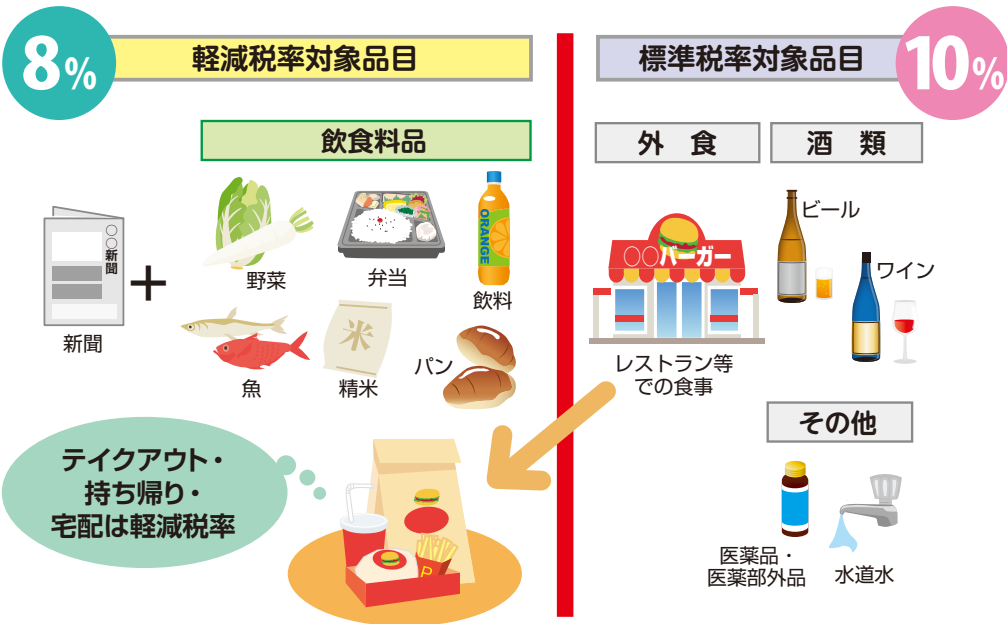 8%
軽減税率対象品目
標準税率対象品目
10%
飲食料品
外 食
酒 類
○○新聞
新聞
+
野菜
弁当
ORANGE
飲料
魚
米
精米
パン
○○バーガー
レストラン等
での食事
ビール
ワイン
テイクアウト・
持ち帰り・
宅配は軽減税率
P
その他
医薬品・
医薬部外品
水道水